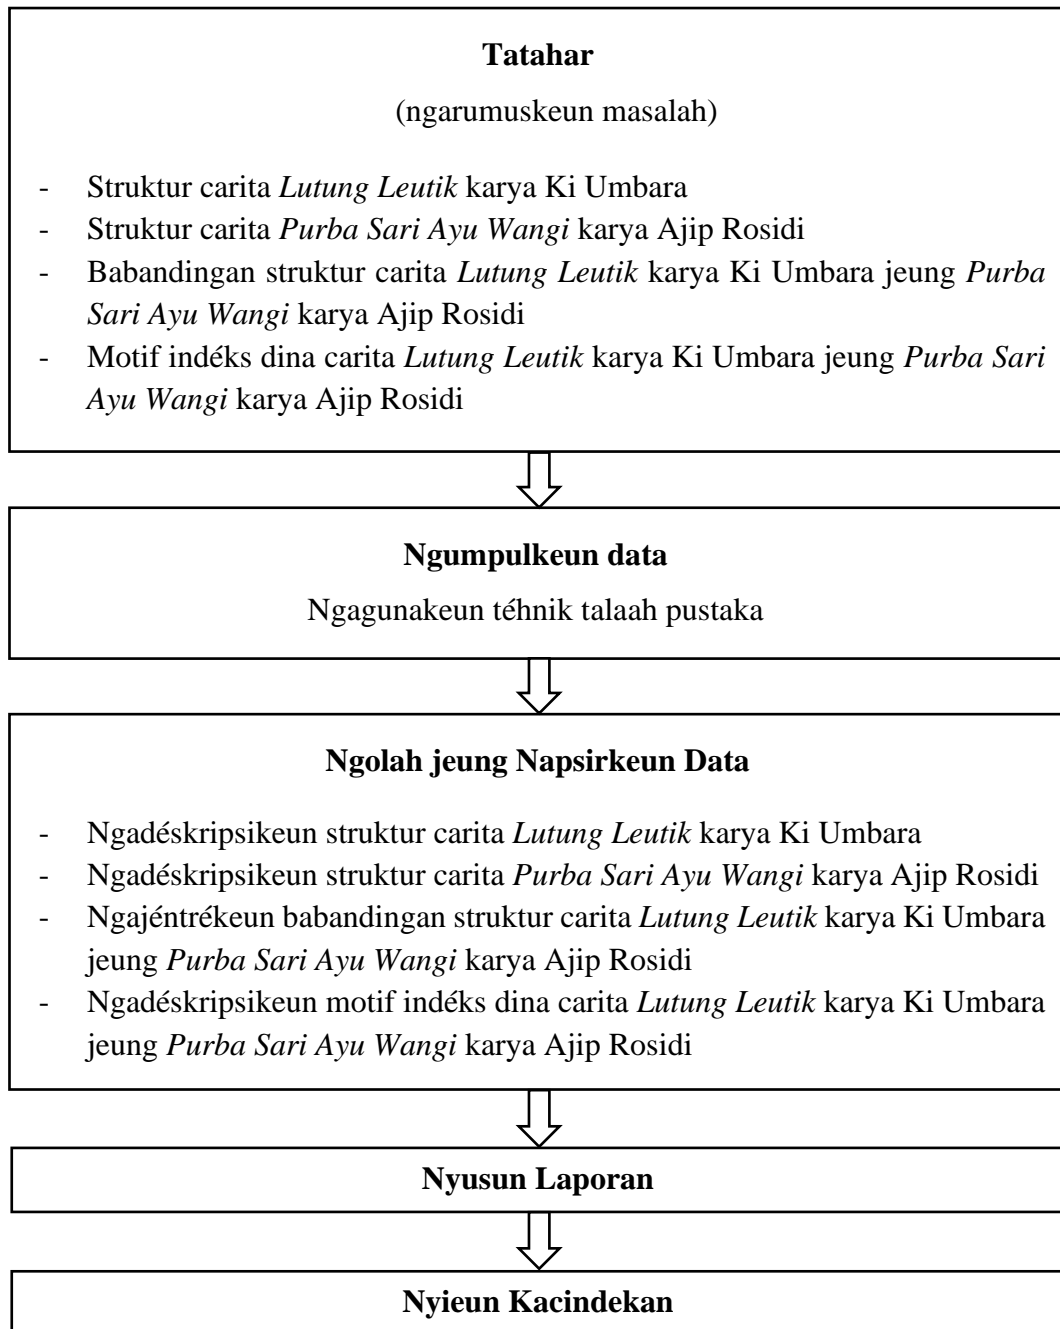 Tatahar
(ngarumuskeun masalah)
- Struktur carita Lutung Leutik karya Ki Umbara
- Struktur carita Purba Sari Ayu Wangi karya Ajip Rosidi
- Babandingan struktur carita Lutung Leutik karya Ki Umbara jeung Purba
Sari Ayu Wangi karya Ajip Rosidi
- Motif indéks dina carita Lutung Leutik karya Ki Umbara jeung Purba Sari
Ayu Wangi karya Ajip Rosidi
Ngumpulkeun data
Ngagunakeun téhnik talaah pustaka
Ngolah jeung Napsirkeun Data
- Ngadéskripsikeun struktur carita Lutung Leutik karya Ki Umbara
- Ngadéskripsikeun struktur carita Purba Sari Ayu Wangi karya Ajip Rosidi
- Ngajéntrékeun babandingan struktur carita Lutung Leutik karya Ki Umbara
jeung Purba Sari Ayu Wangi karya Ajip Rosidi
- Ngadéskripsikeun motif indéks dina carita Lutung Leutik karya Ki Umbara
jeung Purba Sari Ayu Wangi karya Ajip Rosidi
Nyusun Laporan
Nyieun Kacindekan